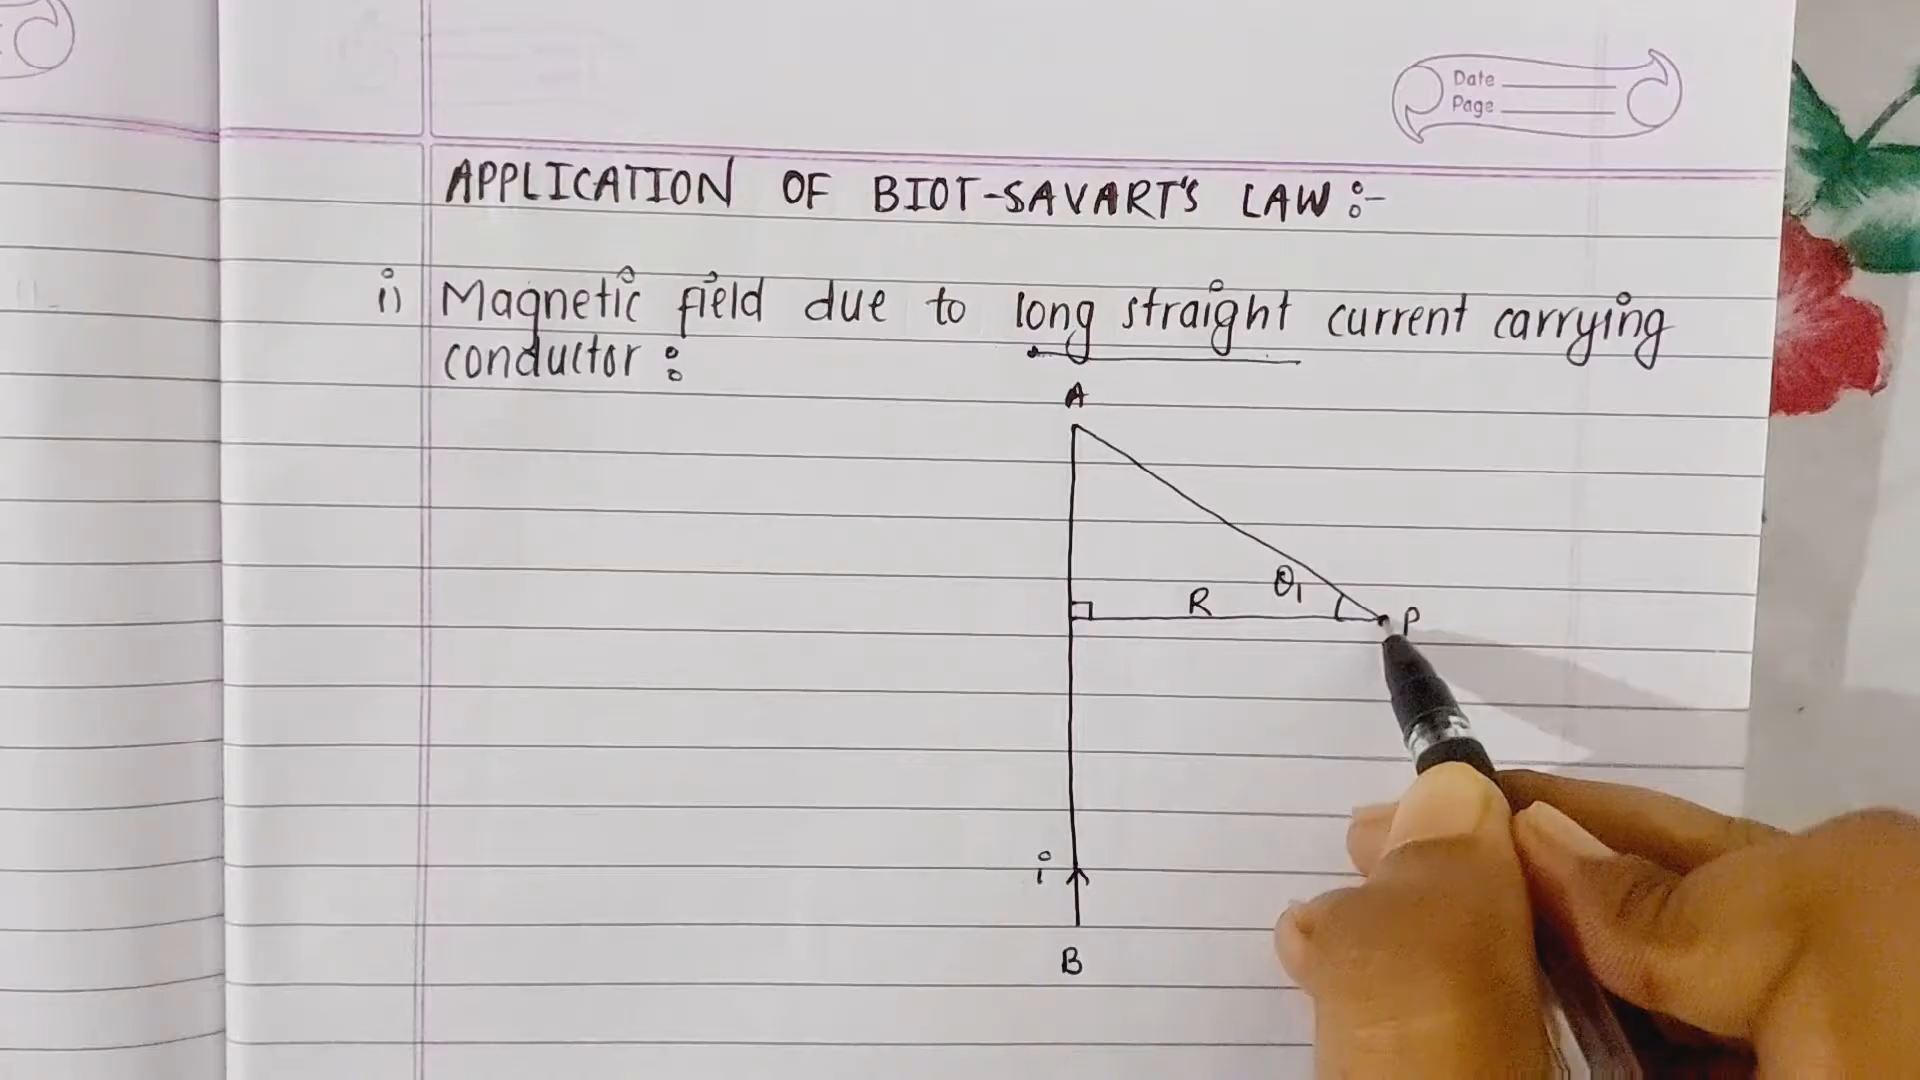 Date
Page
APPLICATION OF BIOT-SAVART'S LAW :-
i) Magnetic field due to long straight current carrying
conductor :
A
θ₁
R
P
i
B